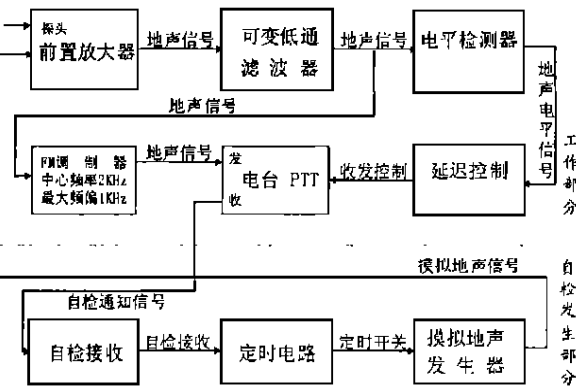 探头
前置放大器
地声信号
可变低通
滤波器
地声信号
电平检测器
地声电平信号
地声信号
FM调制器
中心频率2KHz
最大频偏1KHz
地声信号
发
电台 PTT
收
收发控制
延迟控制
工作部分
模拟地声信号
自检通知信号
自检接收
自检接收
定时电路
定时开关
模拟地声
发生器
自检发生部分